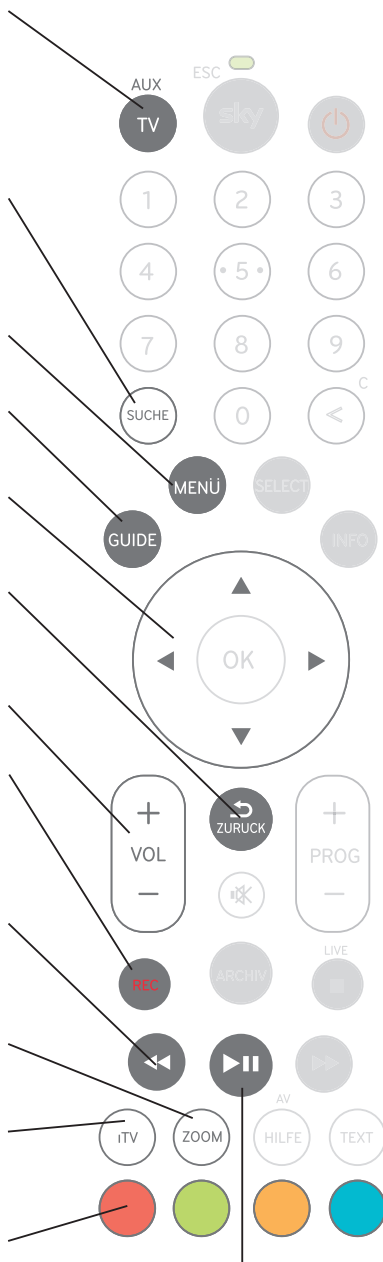 ESC
AUX
TV
sky
1 2 3
4 5 6
7 8 9
C
SUCHE 0
MENÜ SELECT
GUIDE INFO
OK
+ +
ZURÜCK
VOL PROG
− −
LIVE
REC ARCHIV
AV
iTV ZOOM HILFE TEXT